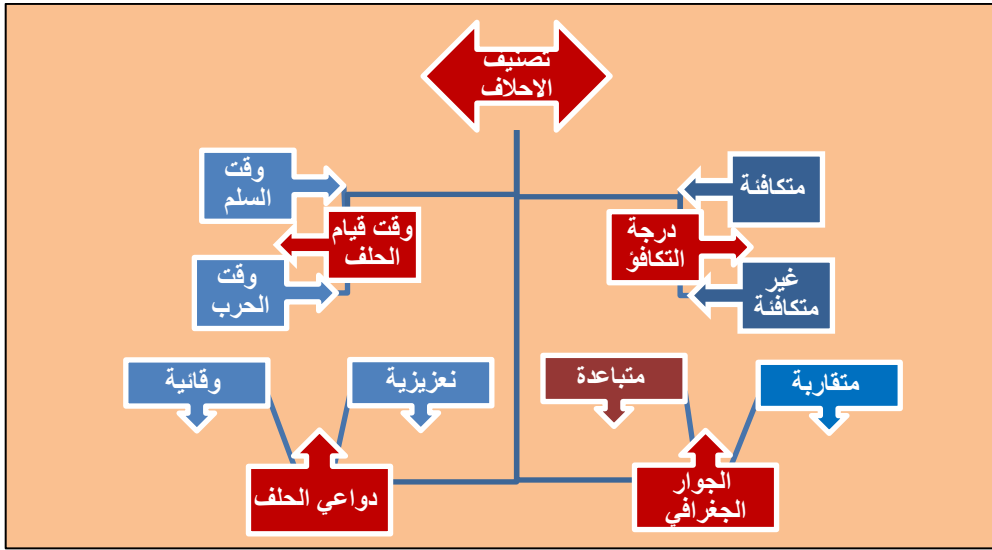 تصنيف
الاحلاف
متكافئة
درجة
التكافؤ
غير
متكافئة
وقت
السلم
وقت قيام
الحلف
وقت
الحرب
متقاربة
متباعدة
الجوار
الجغرافي
نعزيزية
وقائية
دواعي الحلف